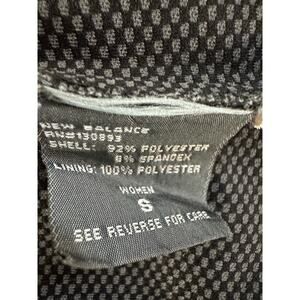 NEW BALANCE
RN#130893
SHELL: 92% POLYESTER
8% SPANDEX
LINING: 100% POLYESTER
WOMEN
S
SEE REVERSE FOR CARE